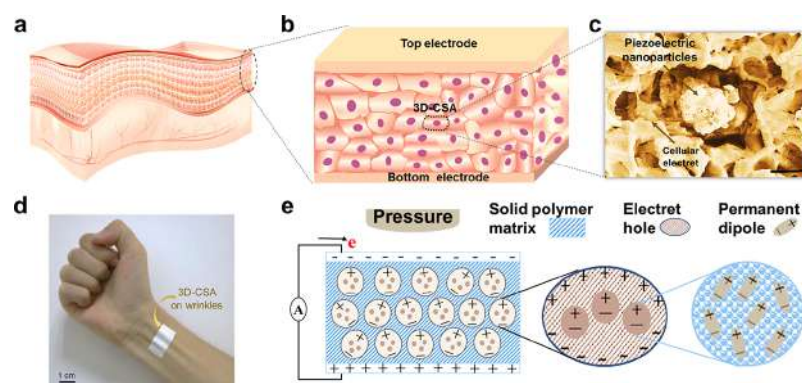 a
b
c
Top electrode
3D-CSA
Bottom electrode
Piezoelectric
nanoparticles
Cellular
electret
d
3D-CSA
on wrinkles
1 cm
e
Pressure
Solid polymer
matrix
Electret
hole
Permanent
dipole
e
A